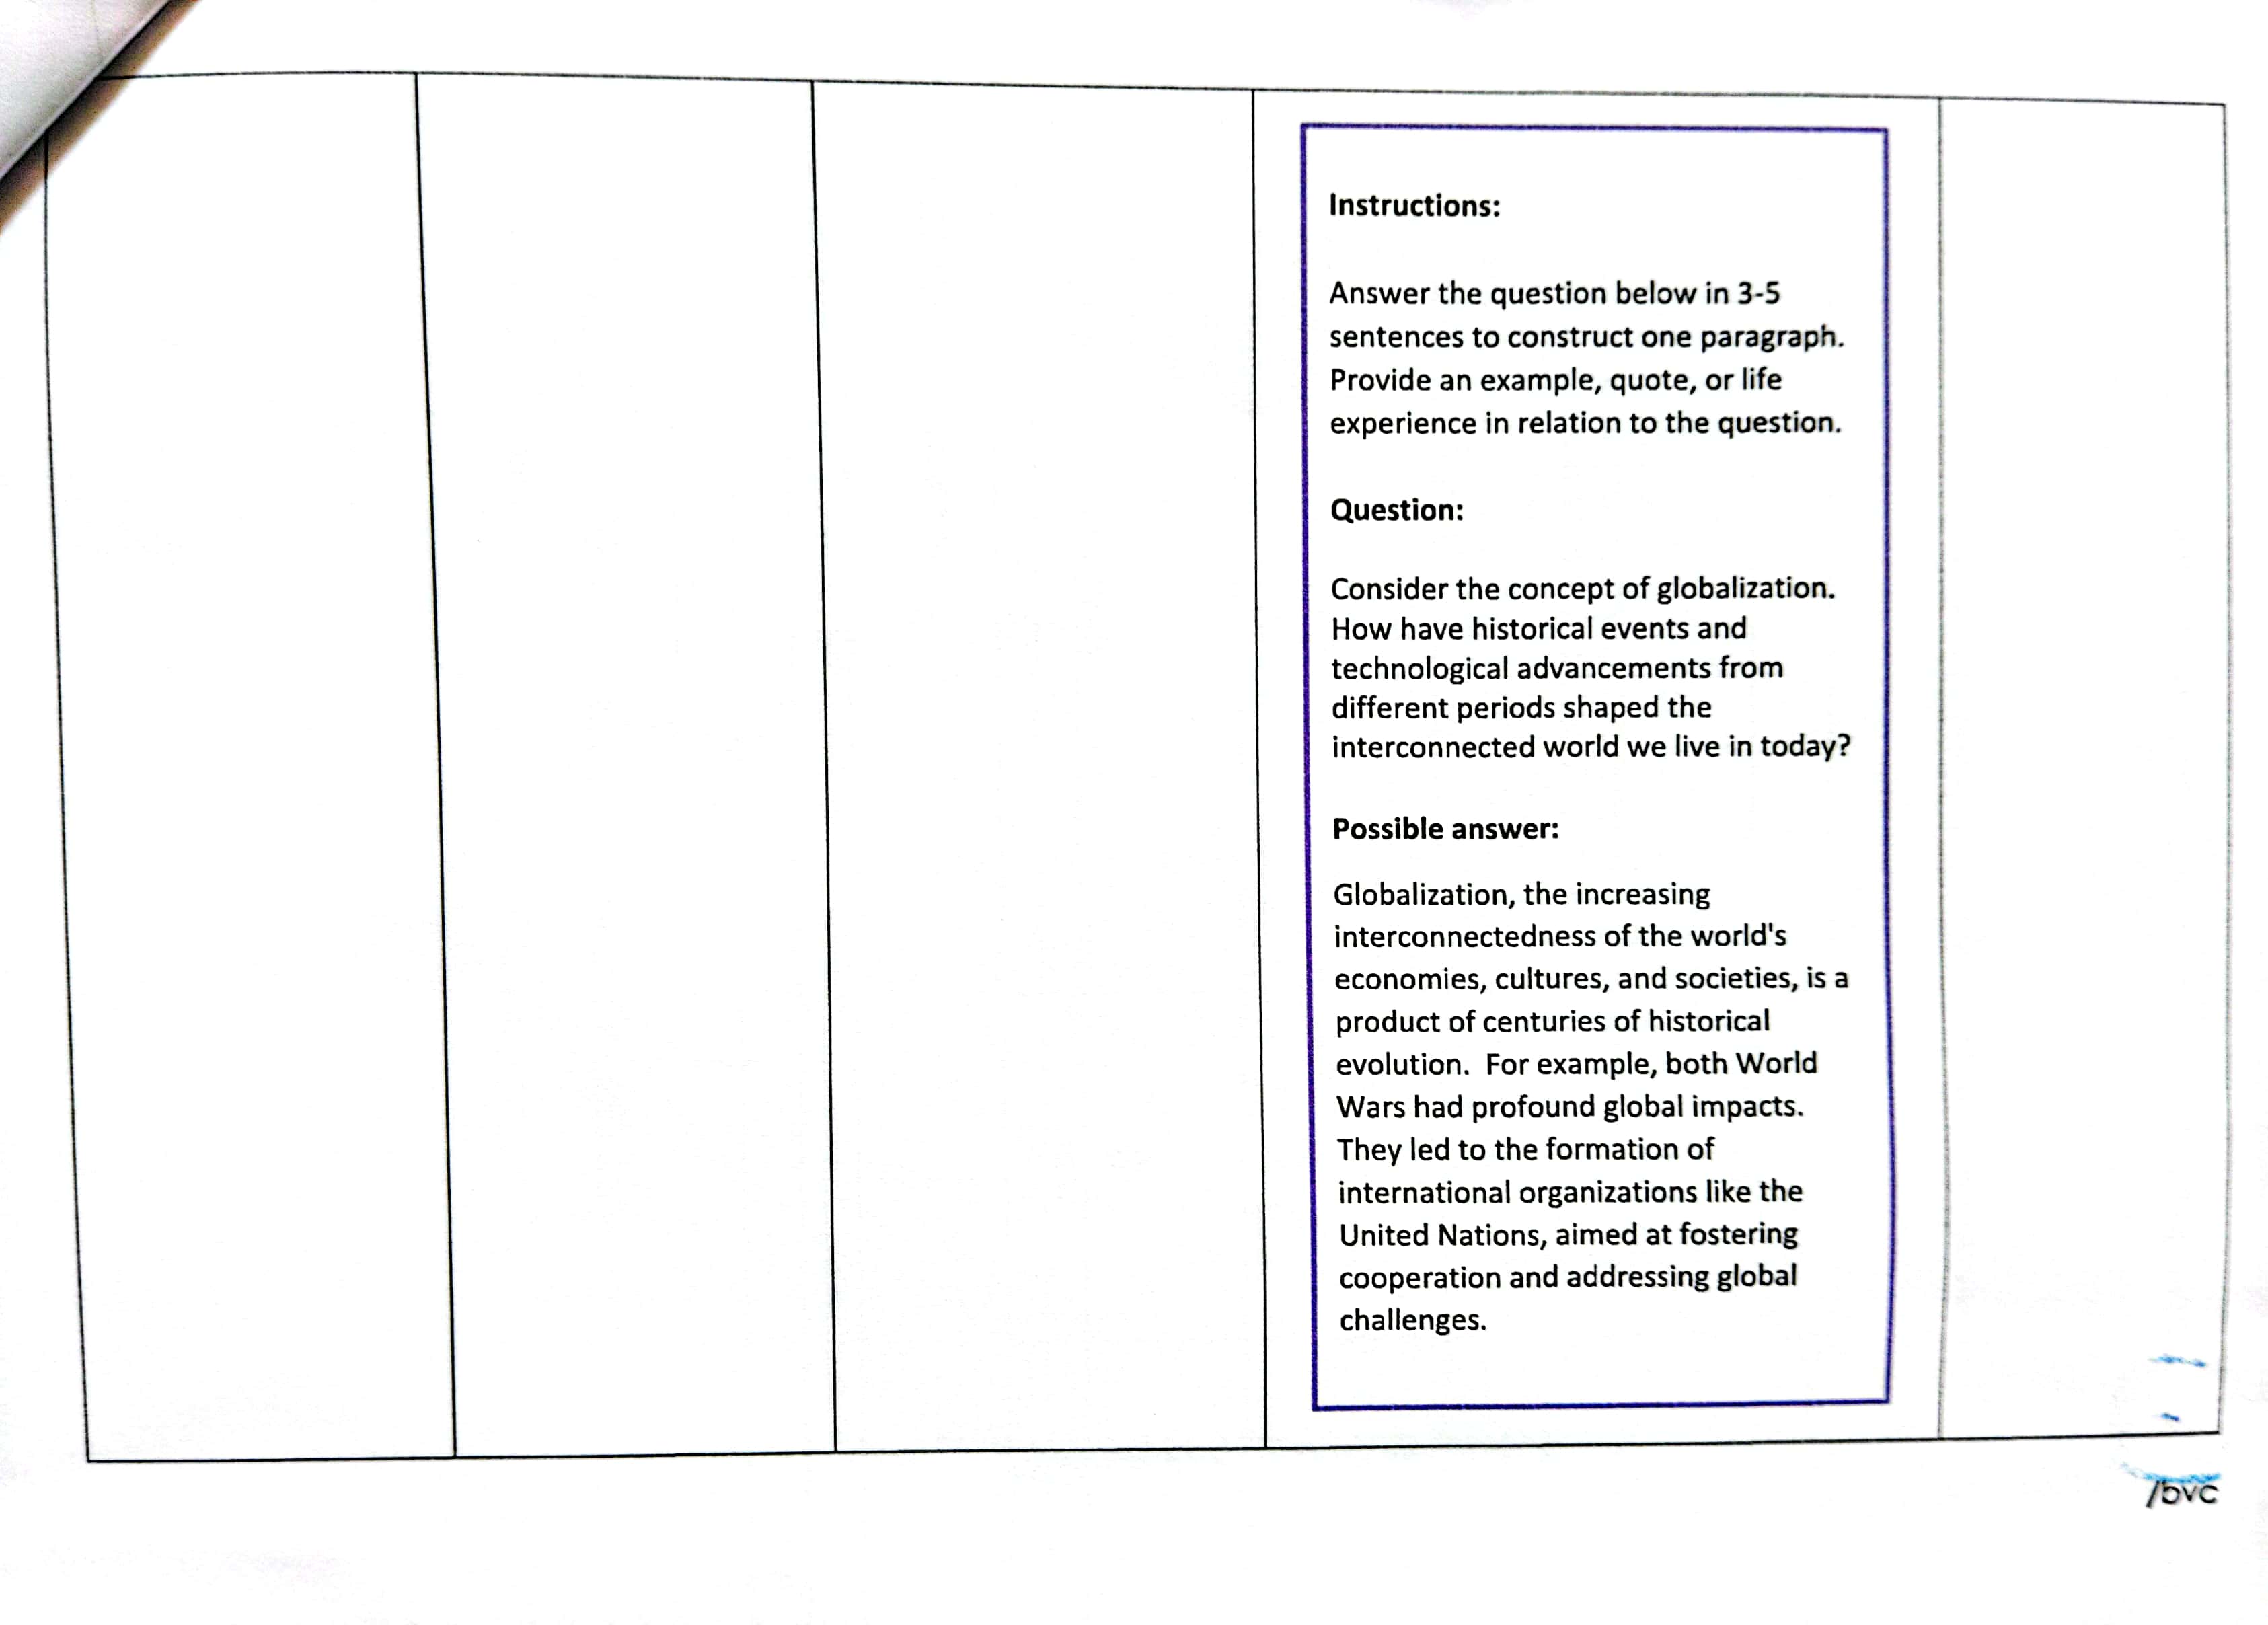 Instructions:
Answer the question below in 3-5
sentences to construct one paragraph.
Provide an example, quote, or life
experience in relation to the question.
Question:
Consider the concept of globalization.
How have historical events and
technological advancements from
different periods shaped the
interconnected world we live in today?
Possible answer:
Globalization, the increasing
interconnectedness of the world's
economies, cultures, and societies, is a
product of centuries of historical
evolution.  For example, both World
Wars had profound global impacts.
They led to the formation of
international organizations like the
United Nations, aimed at fostering
cooperation and addressing global
challenges.
/bvc